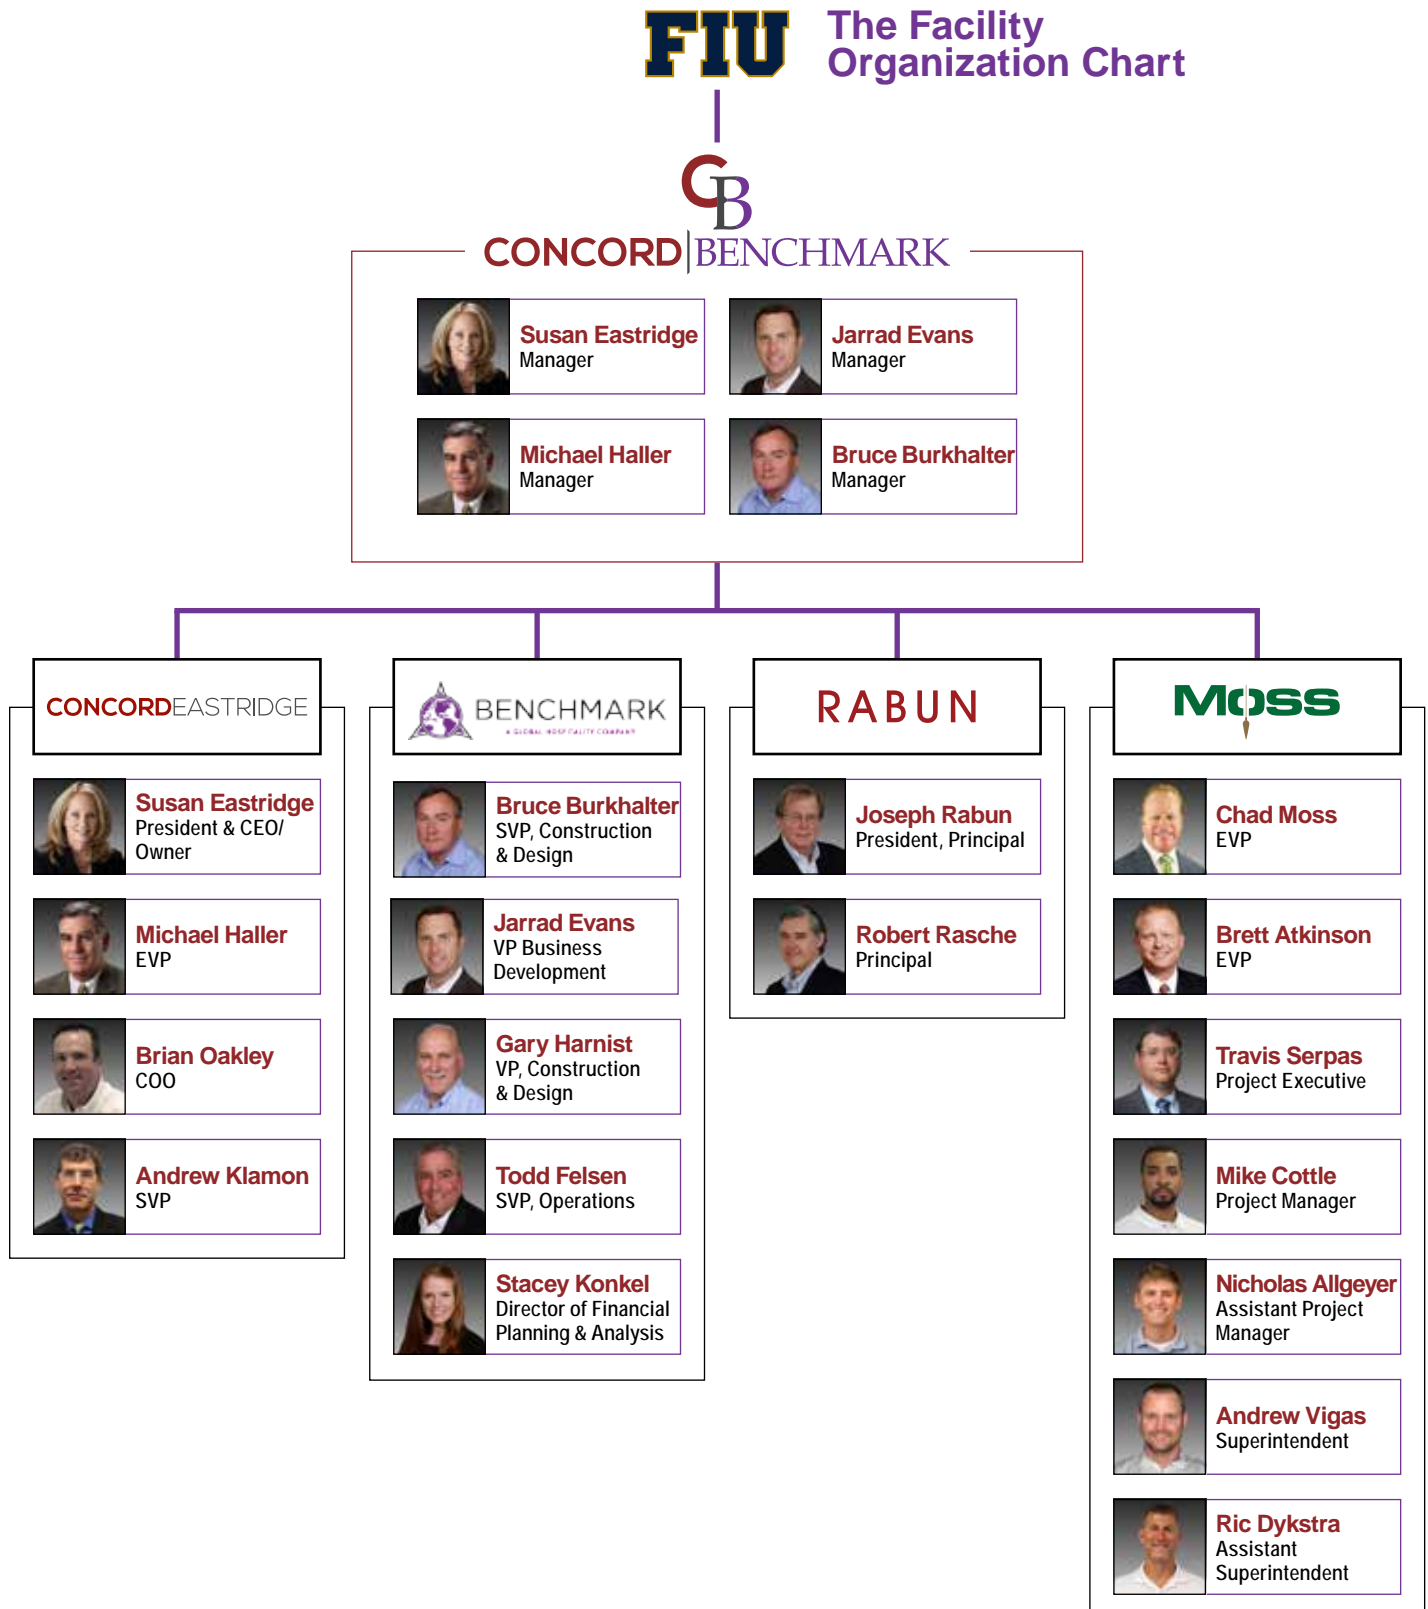 FIU
The Facility
Organization Chart
CB
CONCORD|BENCHMARK
Susan Eastridge
Manager
Jarrad Evans
Manager
Michael Haller
Manager
Bruce Burkhalter
Manager
CONCORDEASTRIDGE
Susan Eastridge
President & CEO/
Owner
Michael Haller
EVP
Brian Oakley
COO
Andrew Klamon
SVP
BENCHMARK
A GLOBAL HOSPITALITY COMPANY
Bruce Burkhalter
SVP, Construction
& Design
Jarrad Evans
VP Business
Development
Gary Harnist
VP, Construction
& Design
Todd Felsen
SVP, Operations
Stacey Konkel
Director of Financial
Planning & Analysis
RABUN
Joseph Rabun
President, Principal
Robert Rasche
Principal
Moss
Chad Moss
EVP
Brett Atkinson
EVP
Travis Serpas
Project Executive
Mike Cottle
Project Manager
Nicholas Allgeyer
Assistant Project
Manager
Andrew Vigas
Superintendent
Ric Dykstra
Assistant
Superintendent